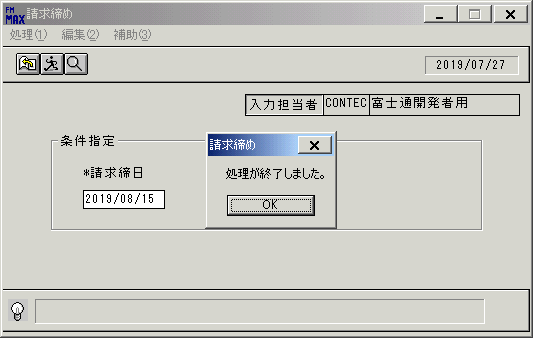 FM MAX 請求締め
処理(1) 編集(2) 補助(3)
2019/07/27
入力担当者 CONTEC 富士通開発者用
条件指定
*請求締日
2019/08/15
請求締め
処理が終了しました。
OK